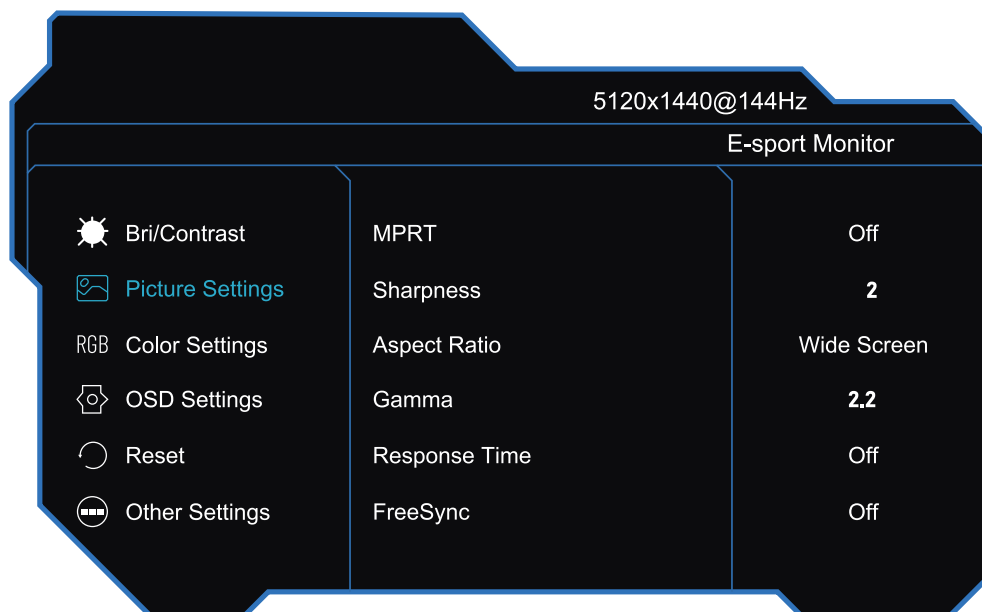 5120x1440@144Hz
E-sport Monitor
Bri/Contrast MPRT Off
Picture Settings Sharpness 2
RGB Color Settings Aspect Ratio Wide Screen
OSD Settings Gamma 2.2
Reset Response Time Off
Other Settings FreeSync Off